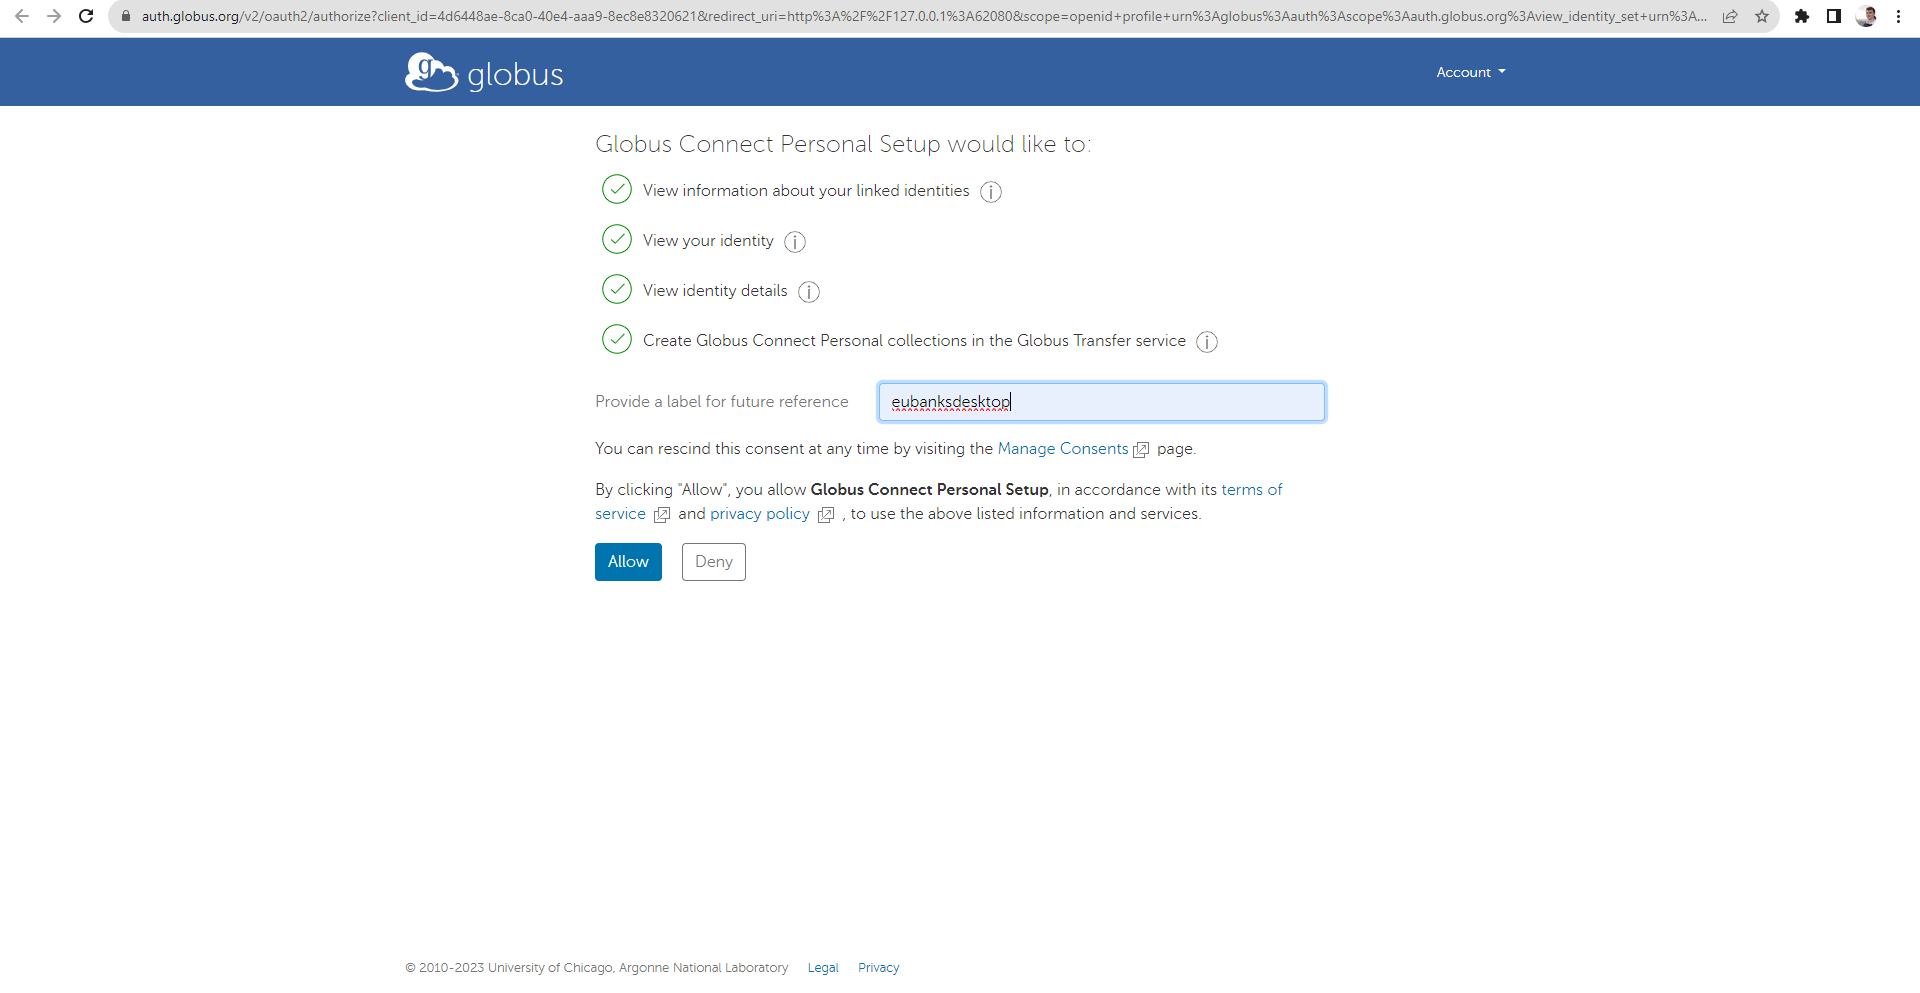 auth.globus.org/v2/oauth2/authorize?client_id=4d6448ae-8ca0-40e4-aaa9-8ec8e8320621&redirect_uri=http%3A%2F%2F127.0.0.1%3A62080&scope=openid+profile+urn%3Aglobus%3Aauth%3Ascope%3Aauth.globus.org%3Aview_identity_set+urn%3A...
globus
Account
Globus Connect Personal Setup would like to:
View information about your linked identities
View your identity
View identity details
Create Globus Connect Personal collections in the Globus Transfer service
Provide a label for future reference eubanksdesktop
You can rescind this consent at any time by visiting the Manage Consents page.
By clicking "Allow", you allow Globus Connect Personal Setup, in accordance with its terms of
service and privacy policy , to use the above listed information and services.
Allow Deny
© 2010-2023 University of Chicago, Argonne National Laboratory Legal Privacy